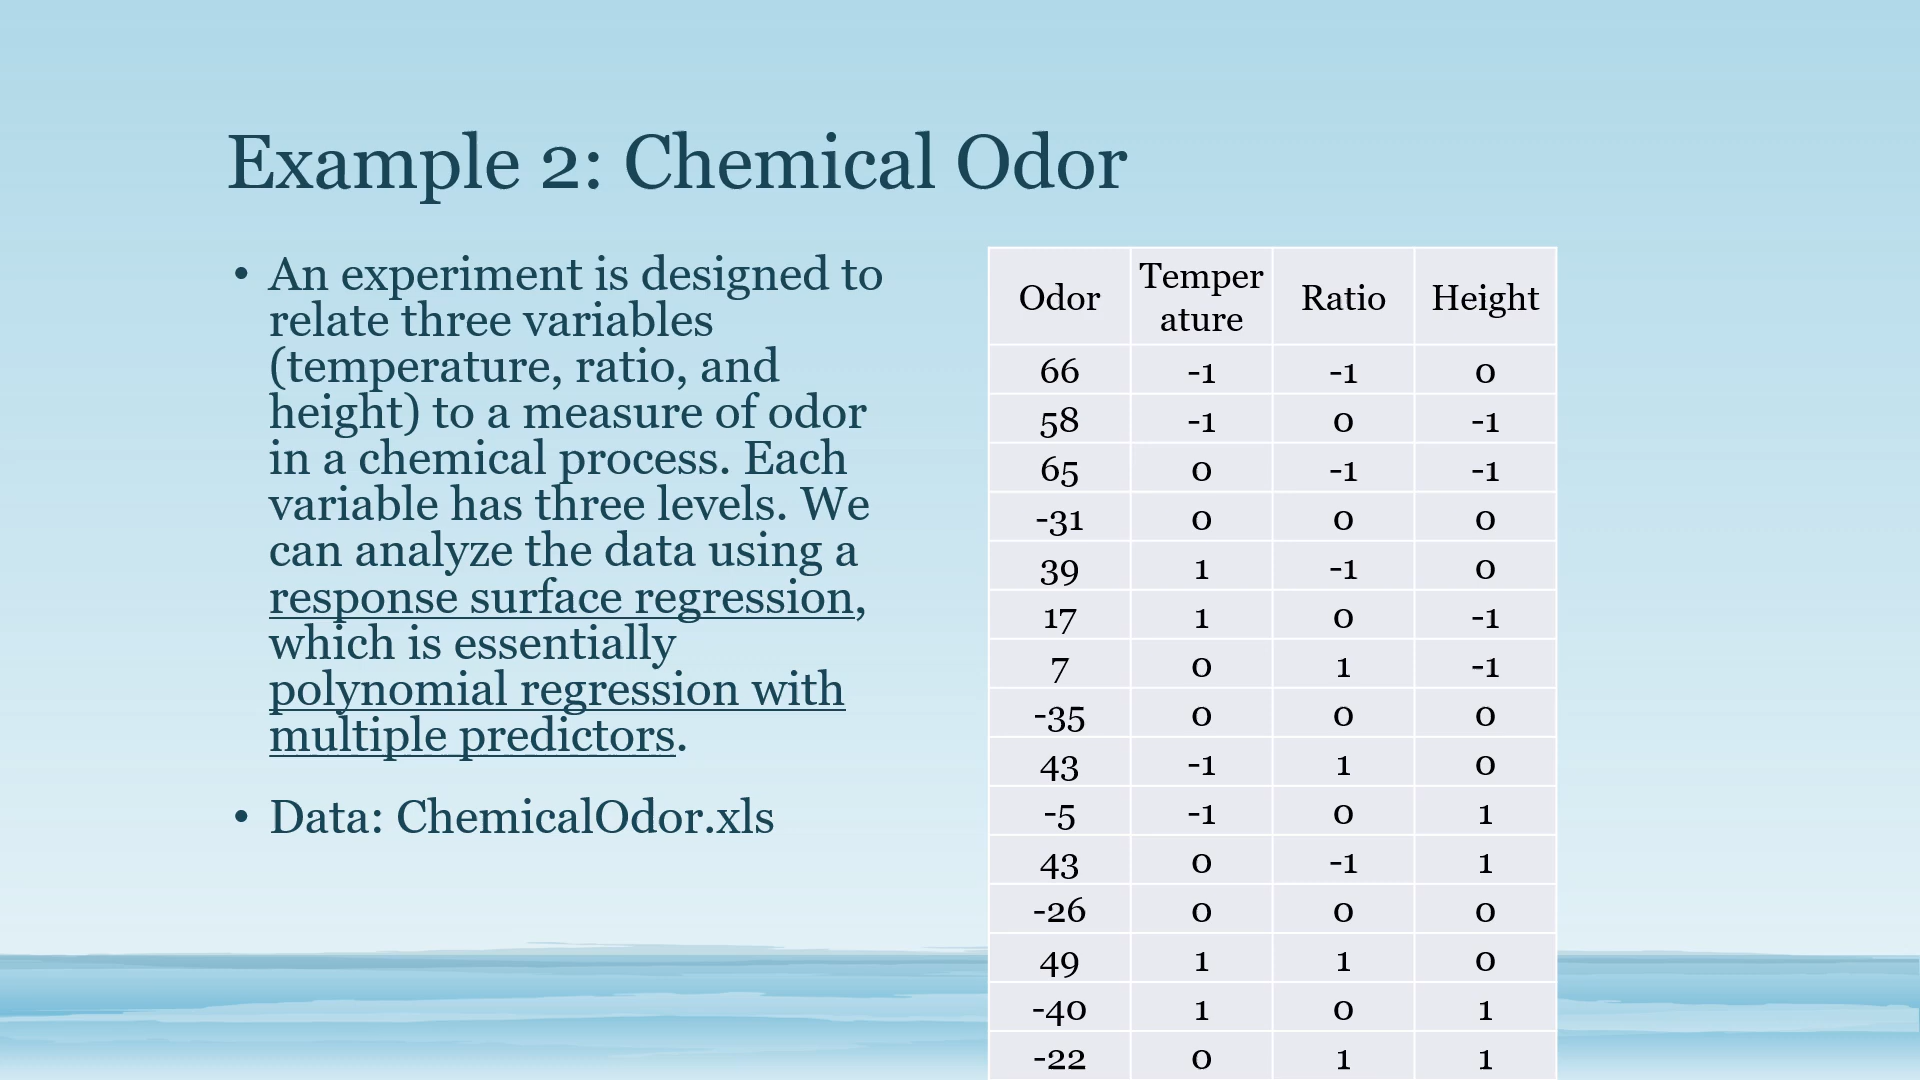 Example 2: Chemical Odor
• An experiment is designed to
relate three variables
(temperature, ratio, and
height) to a measure of odor
in a chemical process. Each
variable has three levels. We
can analyze the data using a
response surface regression,
which is essentially
polynomial regression with
multiple predictors.
• Data: ChemicalOdor.xls
Odor Temper ature Ratio Height
66 -1 -1 0
58 -1 0 -1
65 0 -1 -1
-31 0 0 0
39 1 -1 0
17 1 0 -1
7 0 1 -1
-35 0 0 0
43 -1 1 0
-5 -1 0 1
43 0 -1 1
-26 0 0 0
49 1 1 0
-40 1 0 1
-22 0 1 1